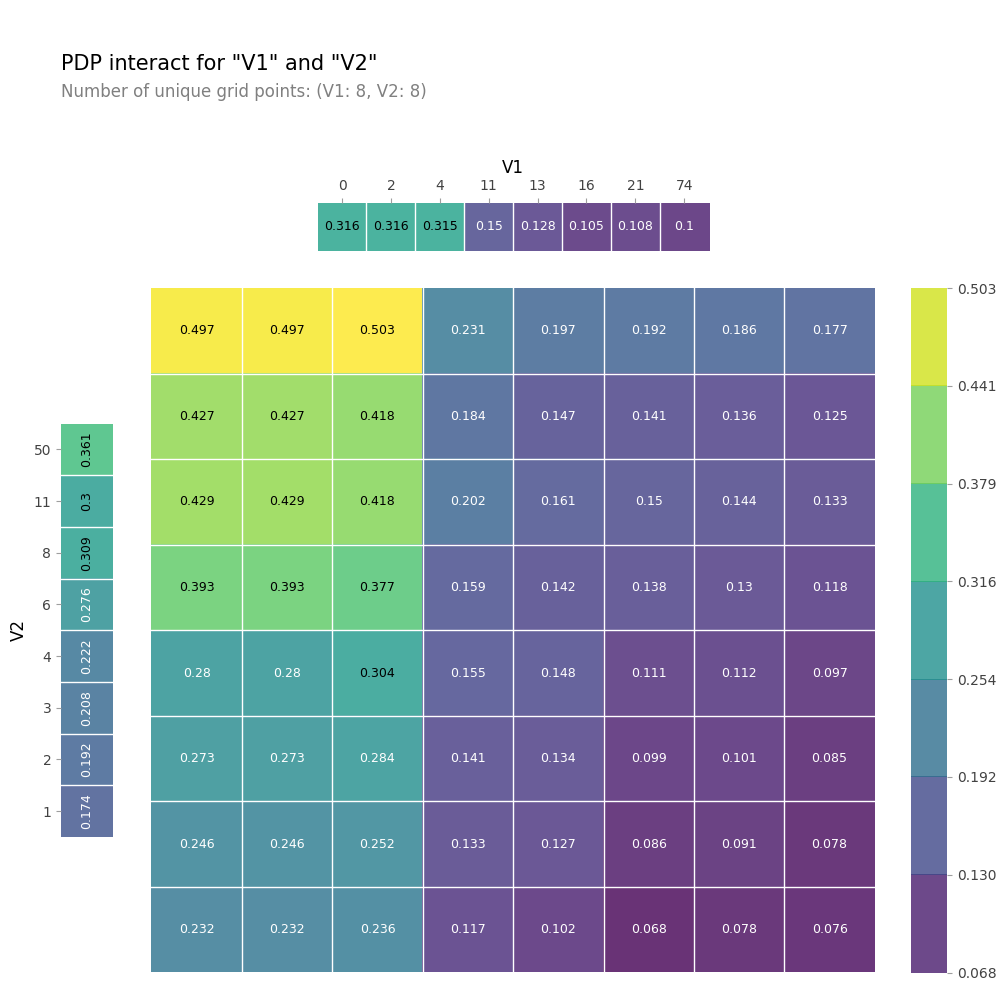 PDP interact for "V1" and "V2"
Number of unique grid points: (V1: 8, V2: 8)
V1
0 2 4 11 13 16 21 74
0.316 0.316 0.315 0.15 0.128 0.105 0.108 0.1
V2
50 0.361
11 0.3
8 0.309
6 0.276
4 0.222
3 0.208
2 0.192
1 0.174
0.497 0.497 0.503 0.231 0.197 0.192 0.186 0.177
0.427 0.427 0.418 0.184 0.147 0.141 0.136 0.125
0.429 0.429 0.418 0.202 0.161 0.15 0.144 0.133
0.393 0.393 0.377 0.159 0.142 0.138 0.13 0.118
0.28 0.28 0.304 0.155 0.148 0.111 0.112 0.097
0.273 0.273 0.284 0.141 0.134 0.099 0.101 0.085
0.246 0.246 0.252 0.133 0.127 0.086 0.091 0.078
0.232 0.232 0.236 0.117 0.102 0.068 0.078 0.076
0.503
0.441
0.379
0.316
0.254
0.192
0.130
0.068